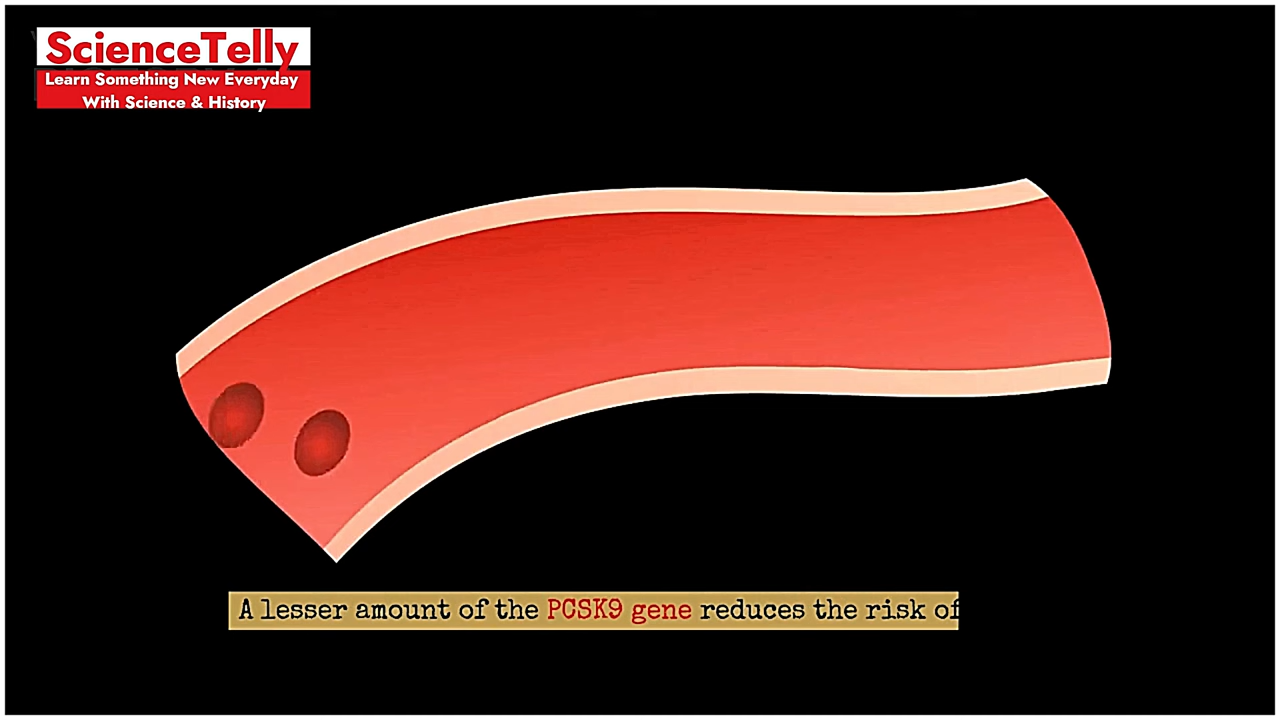 ScienceTelly
Learn Something New Everyday
With Science & History
A lesser amount of the PCSK9 gene reduces the risk of